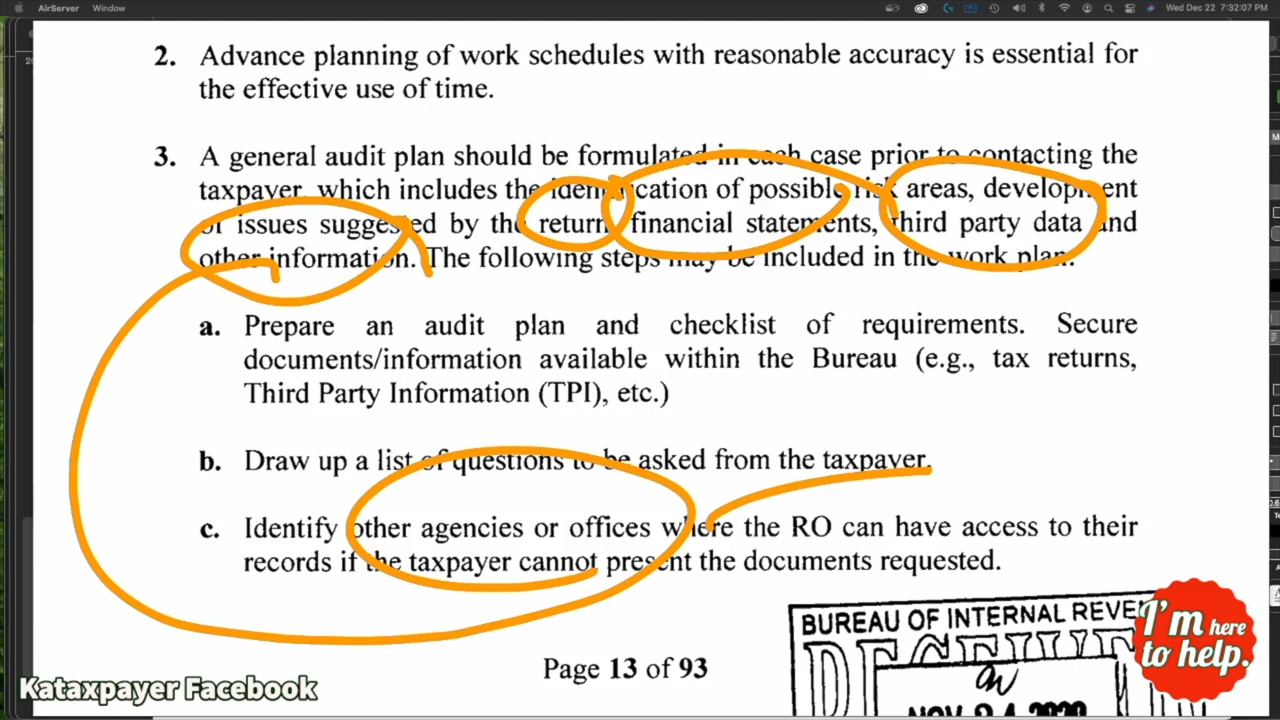 AirServer Window Wed Dec 22 7:32:07 PM
2. Advance planning of work schedules with reasonable accuracy is essential for
the effective use of time.
3. A general audit plan should be formulated in each case prior to contacting the
taxpayer, which includes the identification of possible risk areas, development
of issues suggested by the return, financial statements, third party data and
other information. The following steps may be included in the work plan:
a. Prepare an audit plan and checklist of requirements. Secure
documents/information available within the Bureau (e.g., tax returns,
Third Party Information (TPI), etc.)
b. Draw up a list of questions to be asked from the taxpayer.
c. Identify other agencies or offices where the RO can have access to their
records if the taxpayer cannot present the documents requested.
BUREAU OF INTERNAL REVE
I'm here
to help.
Page 13 of 93
Kataxpayer Facebook